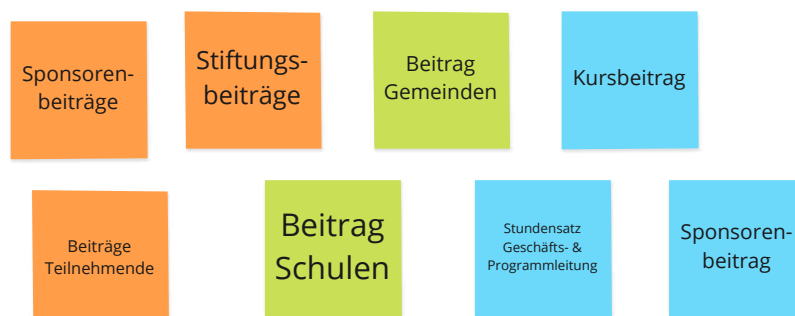 Sponsoren-
beiträge
Stiftungs-
beiträge
Beitrag
Gemeinden
Kursbeitrag
Beiträge
Teilnehmende
Beitrag
Schulen
Stundensatz
Geschäfts- &
Programmleitung
Sponsoren-
beitrag